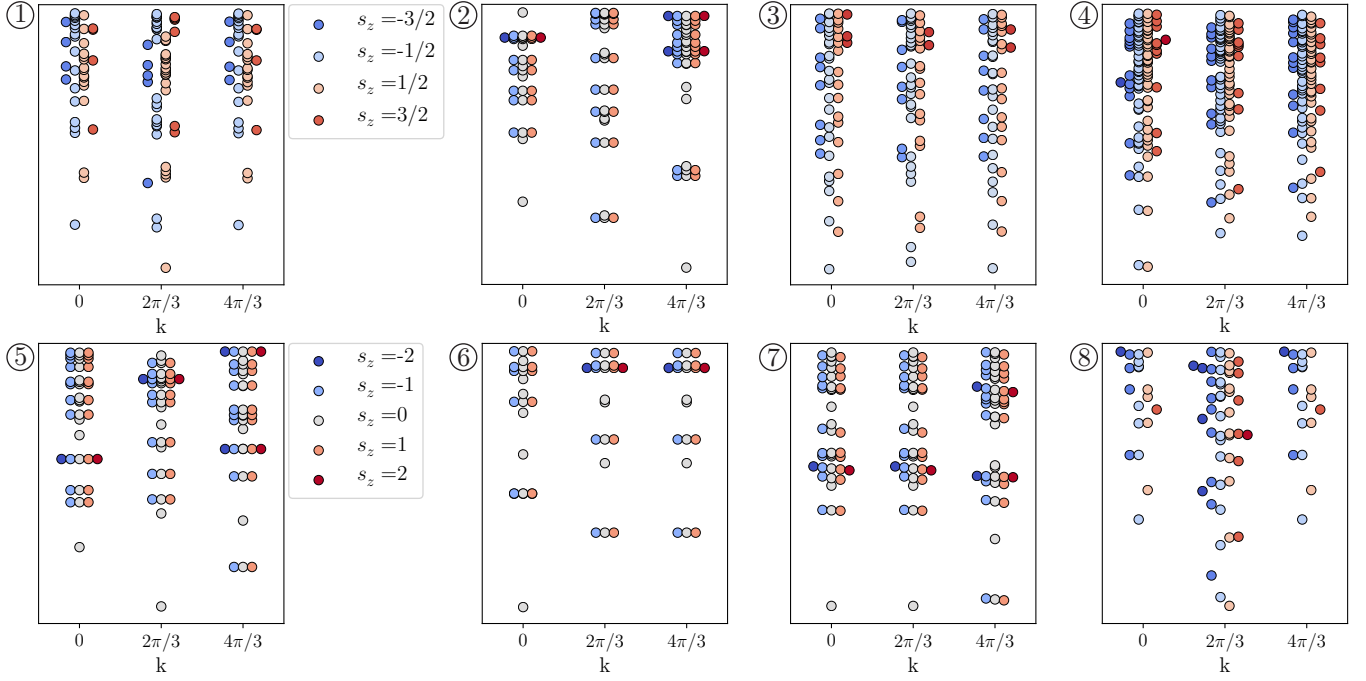 ①
s_z =-3/2
s_z =-1/2
s_z =1/2
s_z =3/2
②
③
④
0 2π/3 4π/3
k
0 2π/3 4π/3
k
0 2π/3 4π/3
k
0 2π/3 4π/3
k
⑤
s_z =-2
s_z =-1
s_z =0
s_z =1
s_z =2
⑥
⑦
⑧
0 2π/3 4π/3
k
0 2π/3 4π/3
k
0 2π/3 4π/3
k
0 2π/3 4π/3
k